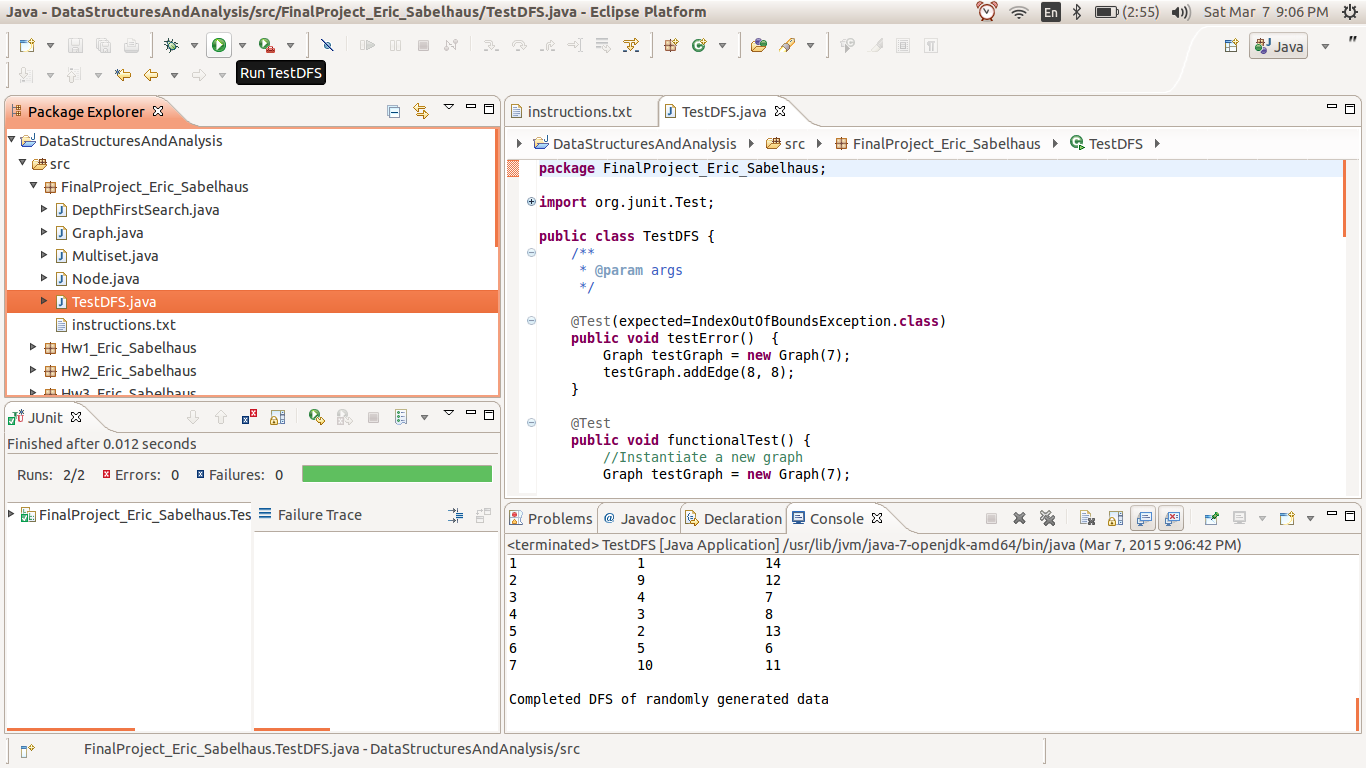 Java - DataStructuresAndAnalysis/src/FinalProject_Eric_Sabelhaus/TestDFS.java - Eclipse Platform
En
(2:55)
Sat Mar 7 9:06 PM
Java
"
Run TestDFS
Package Explorer
DataStructuresAndAnalysis
src
FinalProject_Eric_Sabelhaus
DepthFirstSearch.java
Graph.java
Multiset.java
Node.java
TestDFS.java
instructions.txt
Hw1_Eric_Sabelhaus
Hw2_Eric_Sabelhaus
Hw3_Eric_Sabelhaus
instructions.txt
TestDFS.java
DataStructuresAndAnalysis
src
FinalProject_Eric_Sabelhaus
TestDFS
package FinalProject_Eric_Sabelhaus;
import org.junit.Test;
public class TestDFS {
/**
* @param args
*/
@Test(expected=IndexOutOfBoundsException.class)
public void testError()  {
Graph testGraph = new Graph(7);
testGraph.addEdge(8, 8);
}
@Test
public void functionalTest() {
//Instantiate a new graph
Graph testGraph = new Graph(7);
JUnit
Finished after 0.012 seconds
Runs: 2/2 Errors: 0 Failures: 0
FinalProject_Eric_Sabelhaus.Tes
Failure Trace
Problems
@ Javadoc
Declaration
Console
<terminated> TestDFS [Java Application] /usr/lib/jvm/java-7-openjdk-amd64/bin/java (Mar 7, 2015 9:06:42 PM)
1 1 14
2 9 12
3 4 7
4 3 8
5 2 13
6 5 6
7 10 11
Completed DFS of randomly generated data
FinalProject_Eric_Sabelhaus.TestDFS.java - DataStructuresAndAnalysis/src